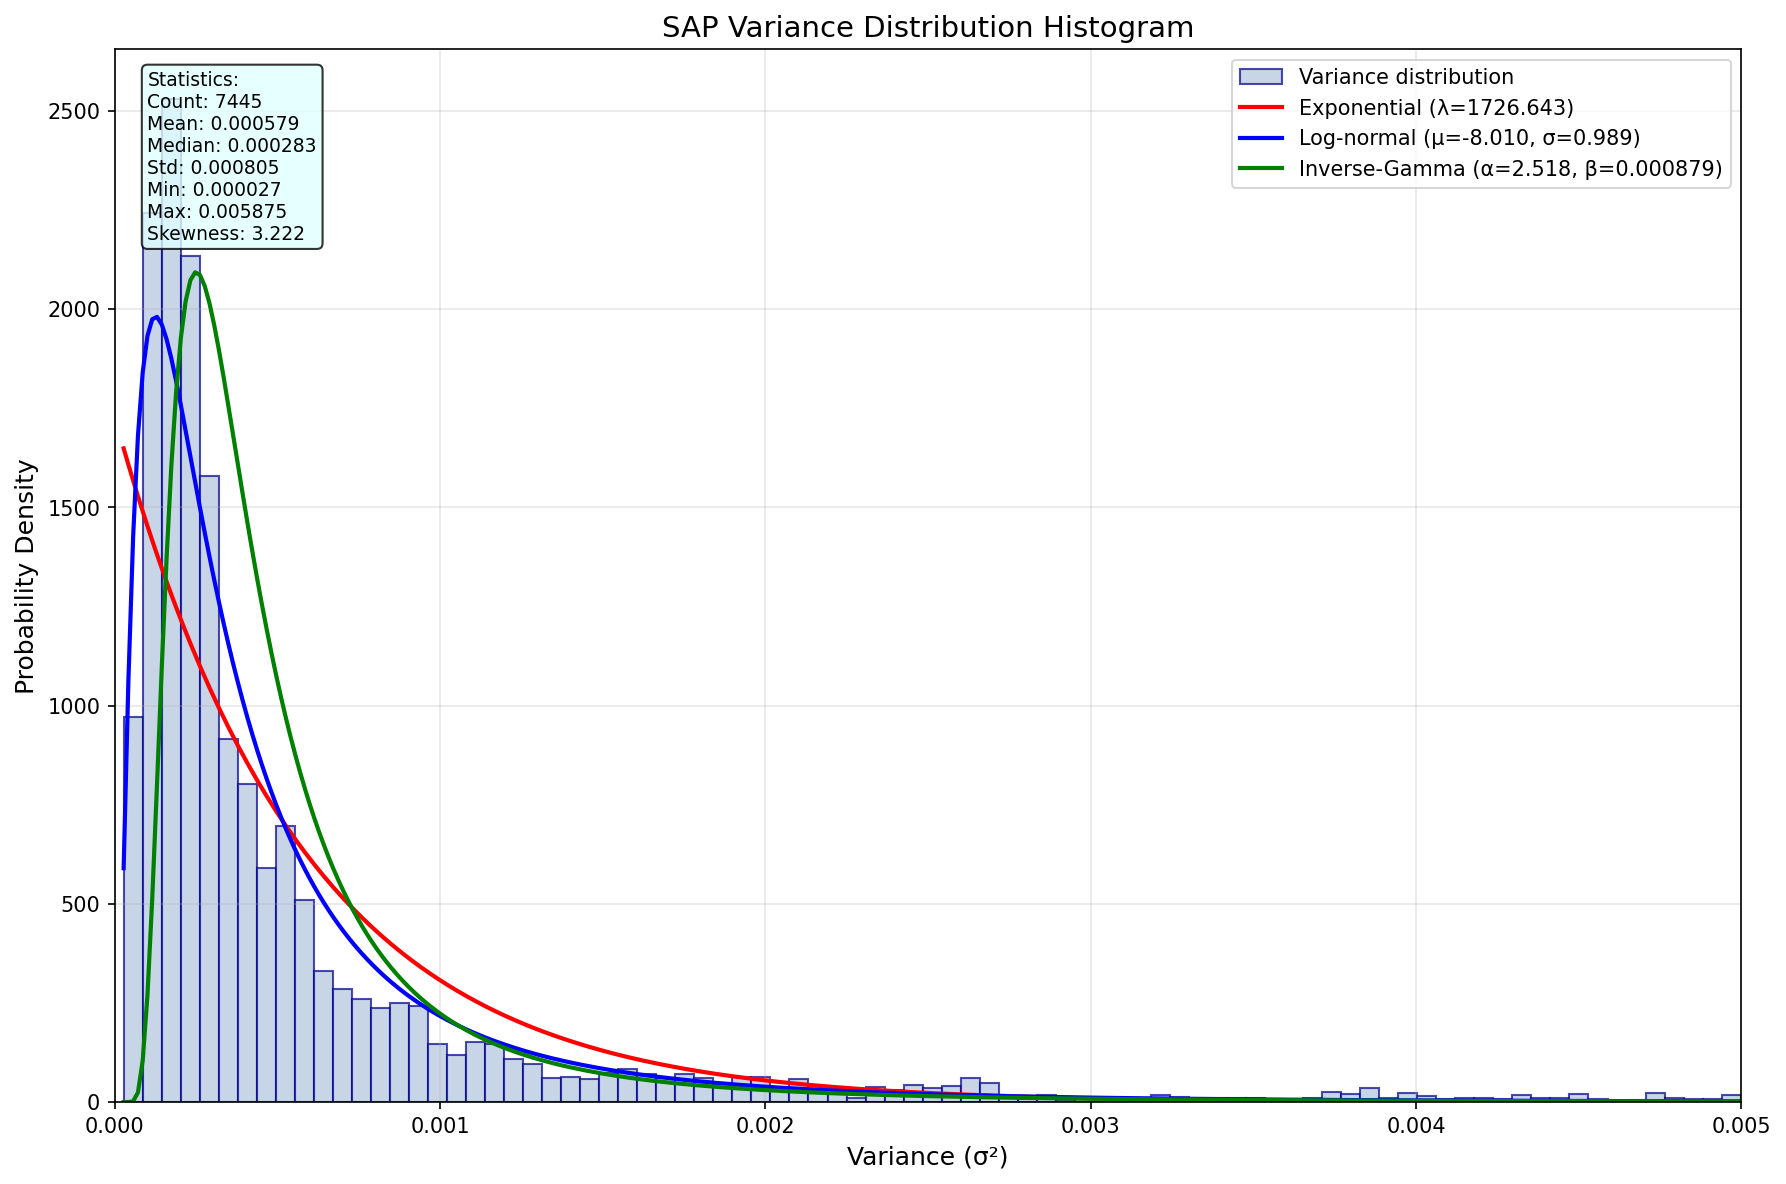 SAP Variance Distribution Histogram
Statistics:
Count: 7445
Mean: 0.000579
Median: 0.000283
Std: 0.000805
Min: 0.000027
Max: 0.005875
Skewness: 3.222
Variance distribution
Exponential (λ=1726.643)
Log-normal (μ=-8.010, σ=0.989)
Inverse-Gamma (α=2.518, β=0.000879)
Probability Density
2500
2000
1500
1000
500
0
0.000
0.001
0.002
0.003
0.004
0.005
Variance (σ²)